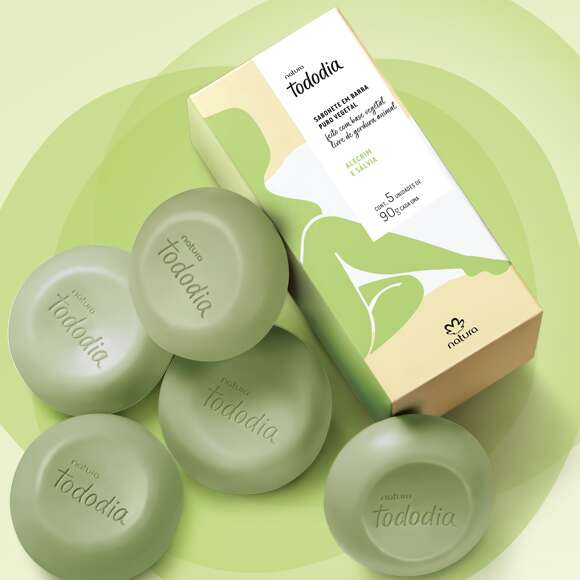 natura
tododia
SABONETE EM BARRA
PURO VEGETAL
feito com base vegetal
livre de gordura animal
ALECRIM
E SÁLVIA
CONT. 5 UNIDADES DE
90g CADA UMA
natura
natura
tododia
natura
tododia
natura
tododia
natura
tododia
natura
tododia